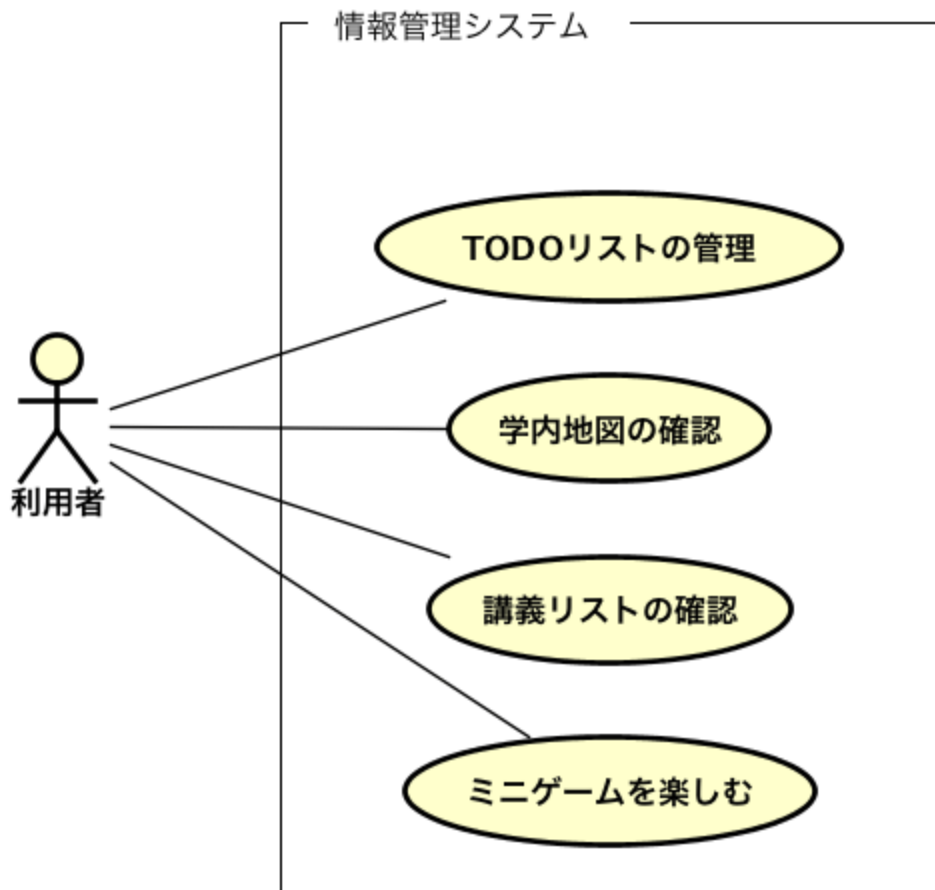 情報管理システム
TODOリストの管理
学内地図の確認
利用者
講義リストの確認
ミニゲームを楽しむ